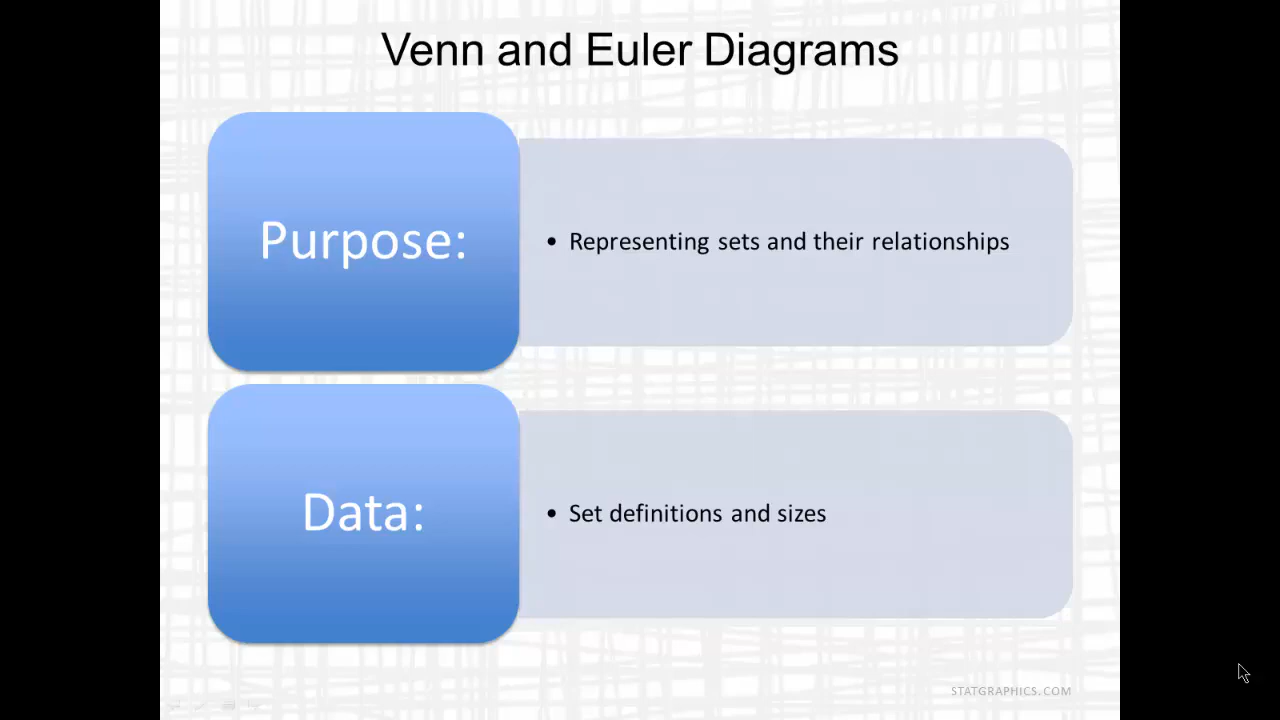 Venn and Euler Diagrams
Purpose:
• Representing sets and their relationships
Data:
• Set definitions and sizes
STATGRAPHICS.COM